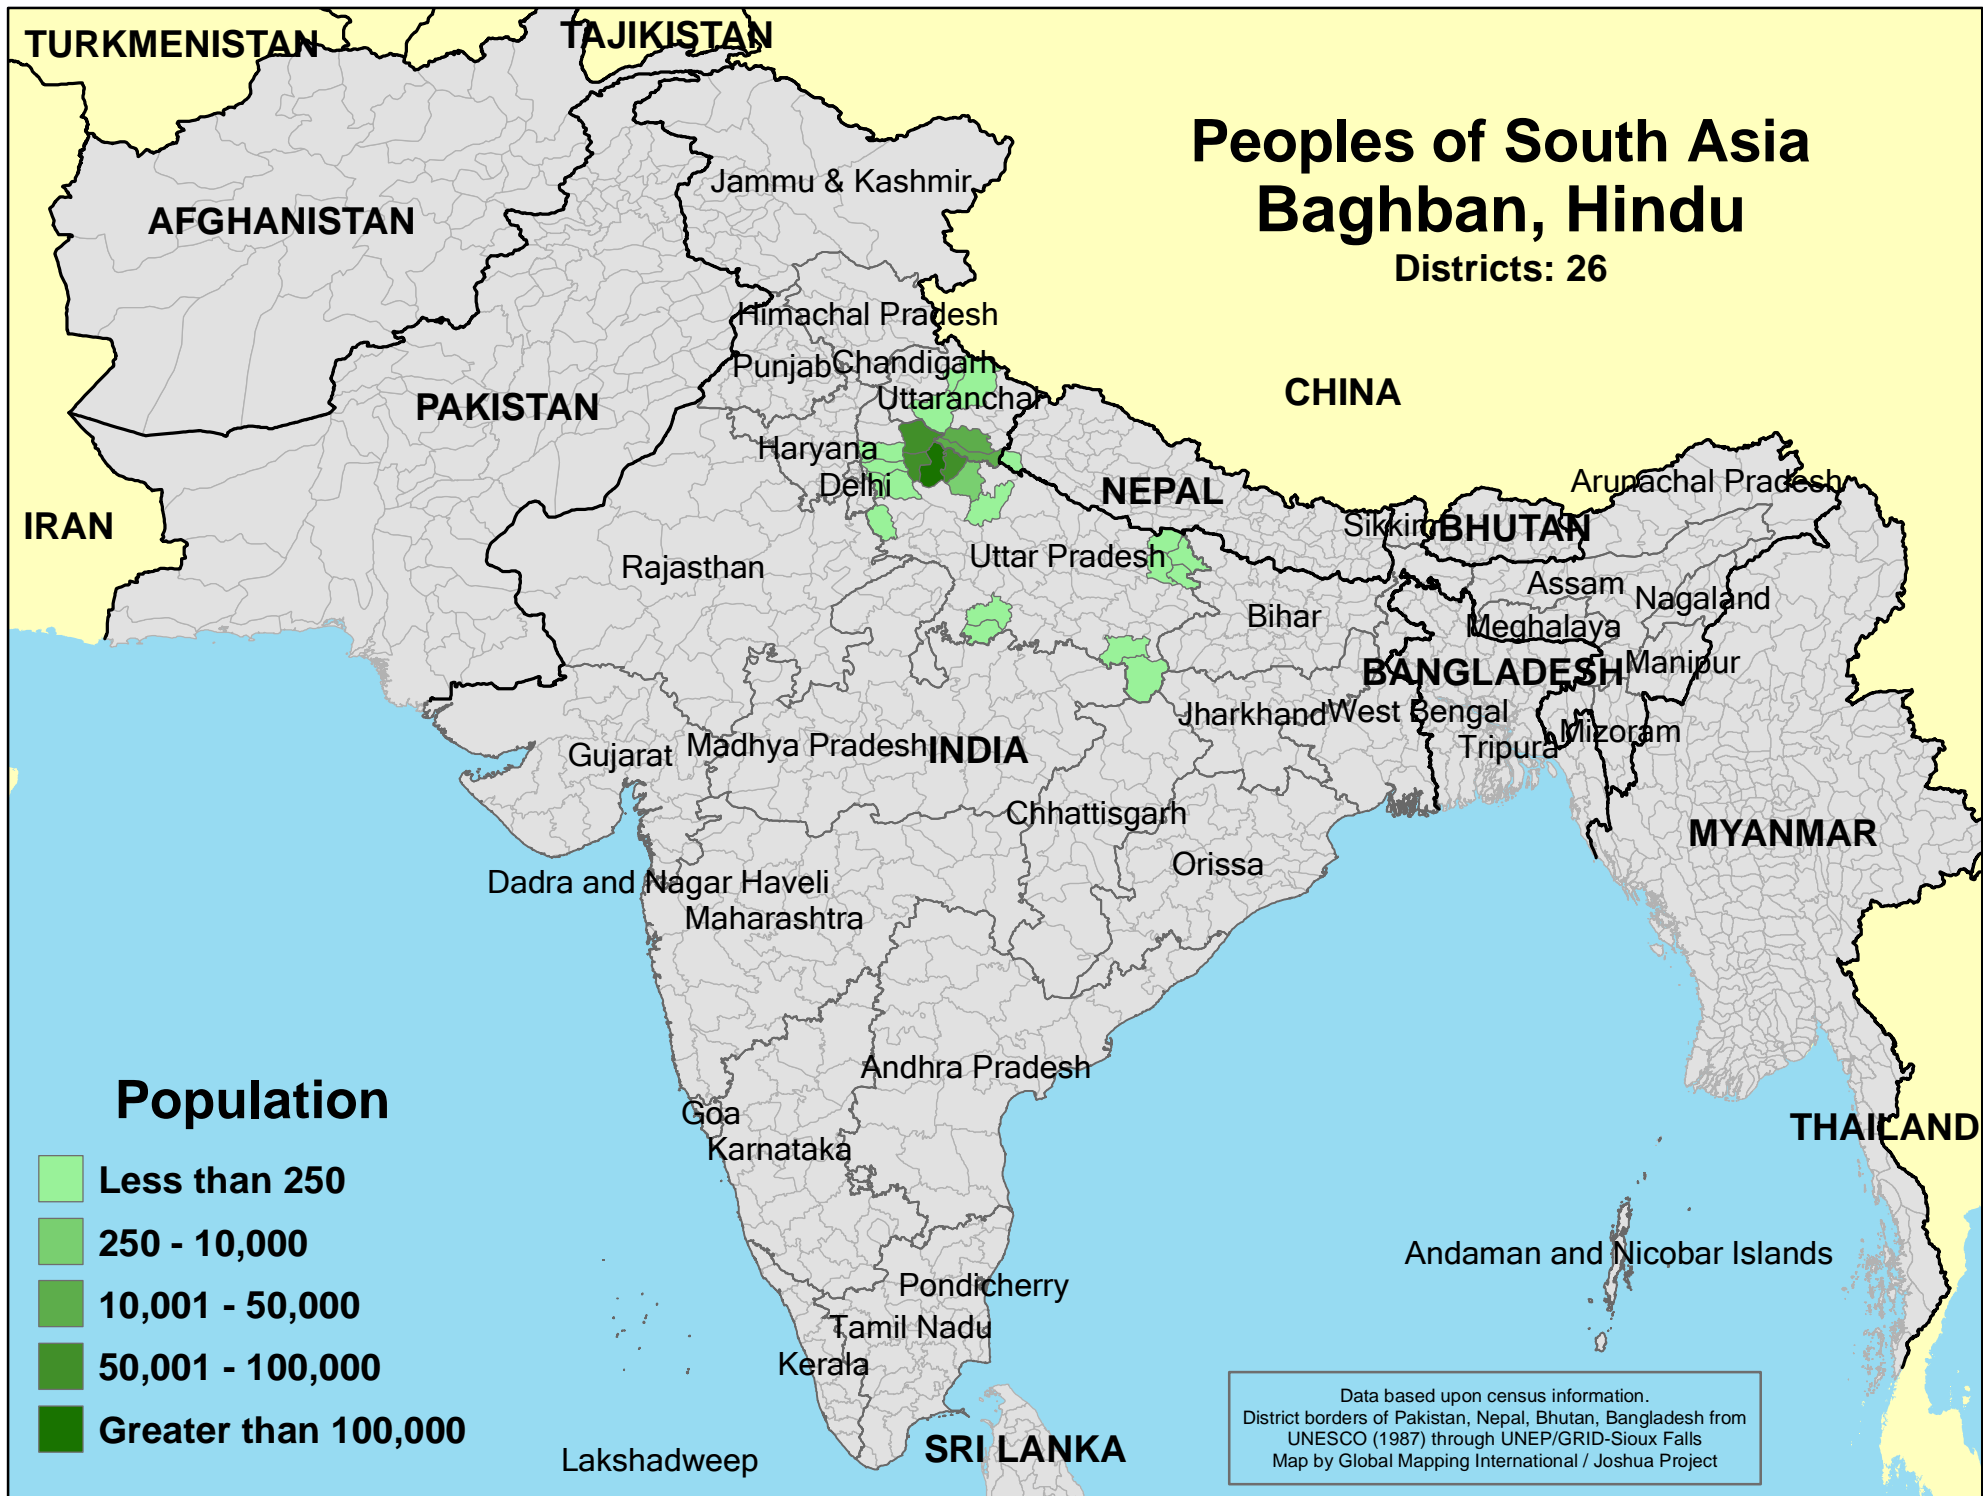 TURKMENISTAN
TAJIKISTAN
Peoples of South Asia
Baghban, Hindu
Districts: 26
Jammu & Kashmir
AFGHANISTAN
Himachal Pradesh
Punjab
Chandigarh
CHINA
Uttaranchal
PAKISTAN
Haryana
Delhi
NEPAL
Arunachal Pradesh
IRAN
Sikkim
BHUTAN
Rajasthan
Uttar Pradesh
Assam
Nagaland
Bihar
Meghalaya
BANGLADESH
Manipur
Jharkhand
West Bengal
Mizoram
Gujarat
Madhya Pradesh
INDIA
Tripura
Chhattisgarh
MYANMAR
Orissa
Dadra and Nagar Haveli
Maharashtra
Andhra Pradesh
Goa
Karnataka
THAILAND
Andaman and Nicobar Islands
Pondicherry
Tamil Nadu
Kerala
SRI LANKA
Lakshadweep
Population
Less than 250
250 - 10,000
10,001 - 50,000
50,001 - 100,000
Greater than 100,000
Data based upon census information.
District borders of Pakistan, Nepal, Bhutan, Bangladesh from
UNESCO (1987) through UNEP/GRID-Sioux Falls
Map by Global Mapping International / Joshua Project